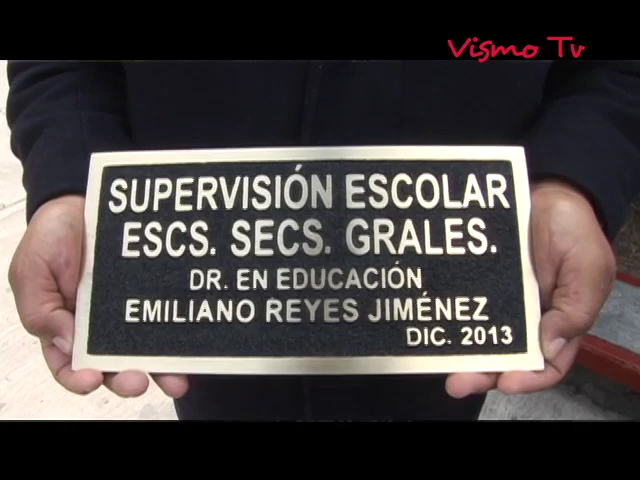 Vismo Tv
SUPERVISIÓN ESCOLAR
ESCS. SECS. GRALES.
DR. EN EDUCACIÓN
EMILIANO REYES JIMÉNEZ
DIC. 2013